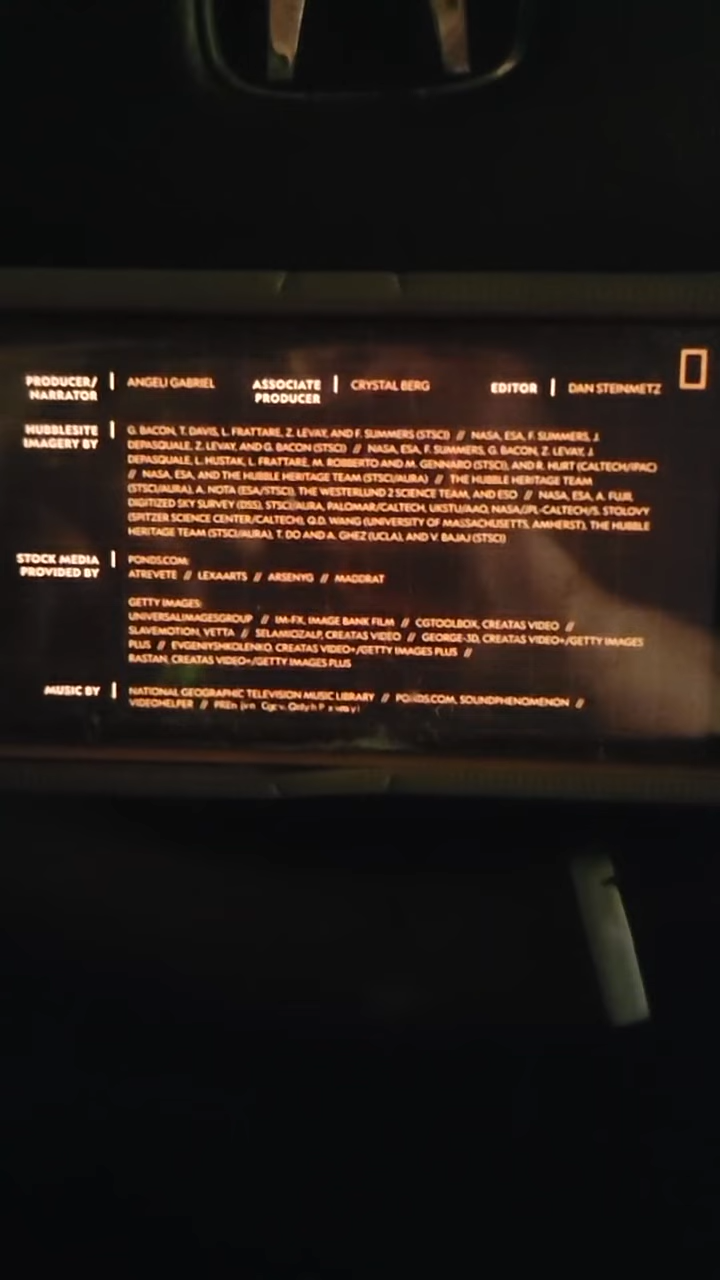 PRODUCER/ NARRATOR | ANGELI GABRIEL
ASSOCIATE PRODUCER | CRYSTAL BERG
EDITOR | DAN STEINMETZ
HUBBLESITE IMAGERY BY |
G. BACON, T. DAVIS, L. FRATTARE, Z. LEVAY, AND F. SUMMERS (STSCI) // NASA, ESA, F. SUMMERS, J.
DEPASQUALE, Z. LEVAY, AND G. BACON (STSCI) // NASA, ESA, F. SUMMERS, G. BACON, Z. LEVAY, J.
DEPASQUALE, L. HUSTAK, L. FRATTARE, M. ROBBERTO AND M. GENNARO (STSCI), AND R. HURT (CALTECH/IPAC)
// NASA, ESA, AND THE HUBBLE HERITAGE TEAM (STSCI/AURA) // THE HUBBLE HERITAGE TEAM
(STSCI/AURA), A. NOTA (ESA/STSCI), THE WESTERLUND 2 SCIENCE TEAM, AND ESO // NASA, ESA, A. FUJII,
DIGITIZED SKY SURVEY (DSS), STSCI/AURA, PALOMAR/CALTECH, UKSTU/AAO, NASA/JPL-CALTECH/S. STOLOVY
(SPITZER SCIENCE CENTER/CALTECH), Q.D. WANG (UNIVERSITY OF MASSACHUSETTS, AMHERST), THE HUBBLE
HERITAGE TEAM (STSCI/AURA), T. DO AND A. GHEZ (UCLA), AND V. BAJAJ (STSCI)
STOCK MEDIA PROVIDED BY |
POND5.COM:
ATREVETE // LEXAARTS // ARSENYG // MADDRAT
GETTY IMAGES:
UNIVERSALIMAGESGROUP // IM-FX, IMAGE BANK FILM // CGTOOLBOX, CREATAS VIDEO //
SLAVEMOTION, VETTA // SELAMIOZALP, CREATAS VIDEO // GEORGE-3D, CREATAS VIDEO+/GETTY IMAGES
PLUS // EVGENIYSHKOLENKO, CREATAS VIDEO+/GETTY IMAGES PLUS //
RASTAN, CREATAS VIDEO+/GETTY IMAGES PLUS
MUSIC BY |
NATIONAL GEOGRAPHIC TELEVISION MUSIC LIBRARY // POND5.COM, SOUNDPHENOMENON //
VIDEOHELPER //